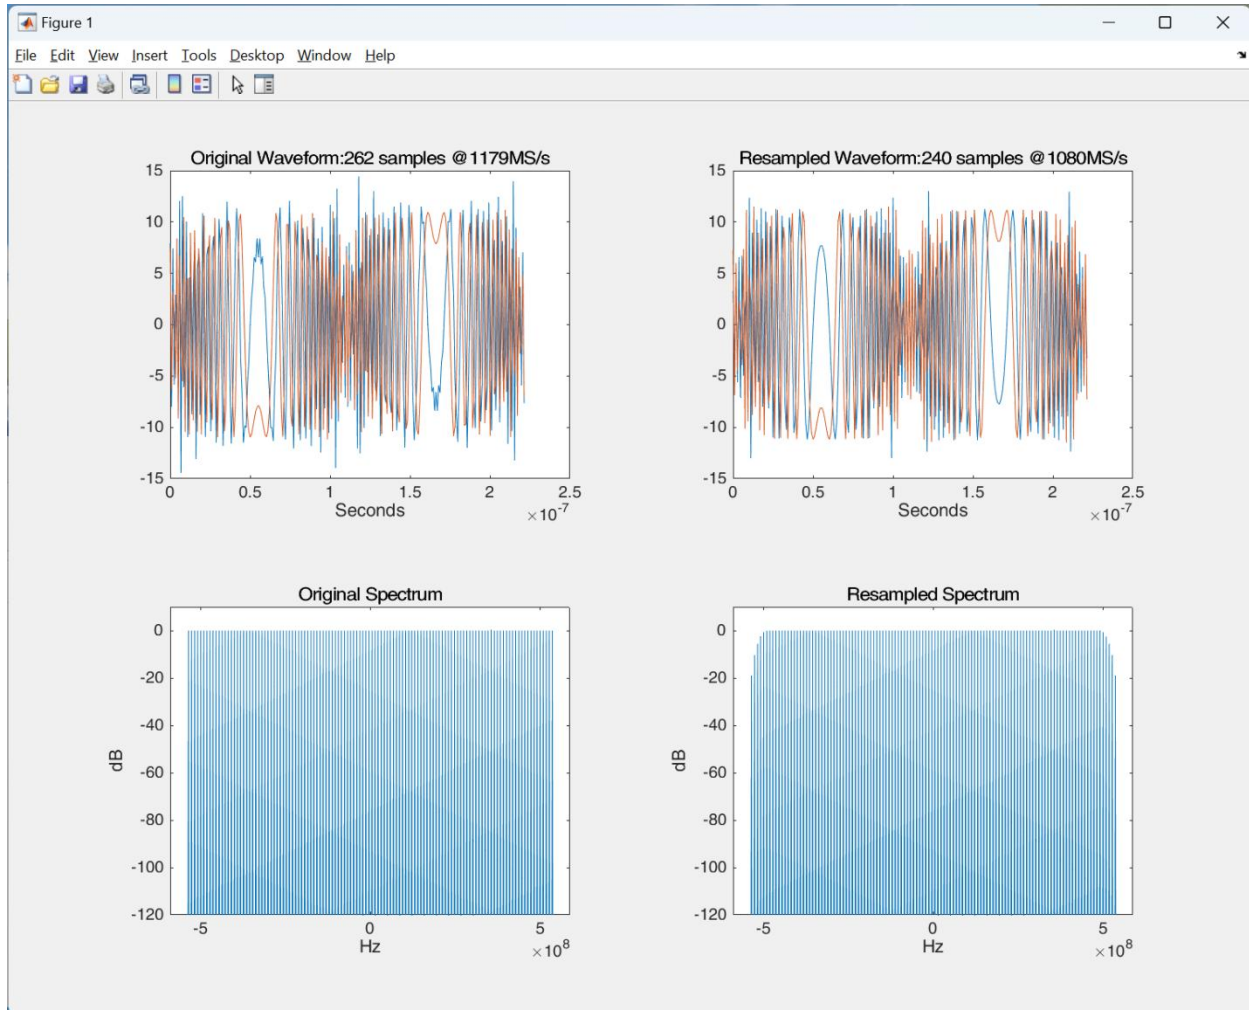 Figure 1
File Edit View Insert Tools Desktop Window Help
Original Waveform:262 samples @1179MS/s
15
10
5
0
-5
-10
-15
0 0.5 1 1.5 2 2.5
Seconds
×10-7
Resampled Waveform:240 samples @1080MS/s
15
10
5
0
-5
-10
-15
0 0.5 1 1.5 2 2.5
Seconds
×10-7
Original Spectrum
0
-20
-40
-60
-80
-100
-120
dB
-5 0 5
Hz
×108
Resampled Spectrum
0
-20
-40
-60
-80
-100
-120
dB
-5 0 5
Hz
×108